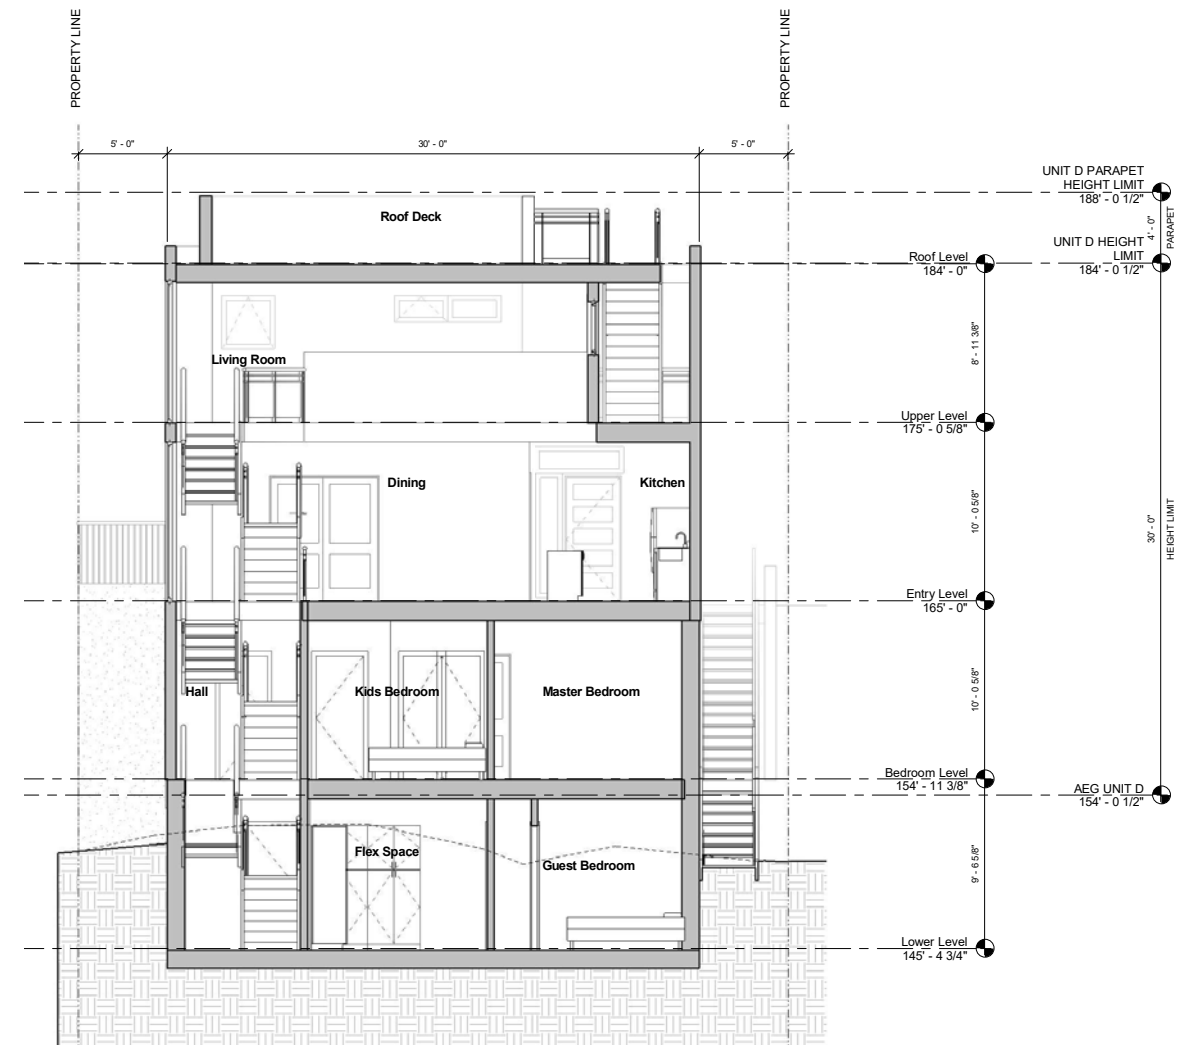 PROPERTY LINE
PROPERTY LINE
5' - 0"
30' - 0"
5' - 0"
UNIT D PARAPET
HEIGHT LIMIT
188' - 0 1/2"
4' - 0"
PARAPET
Roof Deck
UNIT D HEIGHT
LIMIT
184' - 0 1/2"
Roof Level
184' - 0"
8' - 11 3/8"
Living Room
Upper Level
175' - 0 5/8"
Dining
Kitchen
10' - 0 5/8"
30' - 0"
HEIGHT LIMIT
Entry Level
165' - 0"
Hall
Kids Bedroom
Master Bedroom
10' - 0 5/8"
Bedroom Level
154' - 11 3/8"
AEG UNIT D
154' - 0 1/2"
Flex Space
Guest Bedroom
9' - 6 5/8"
Lower Level
145' - 4 3/4"